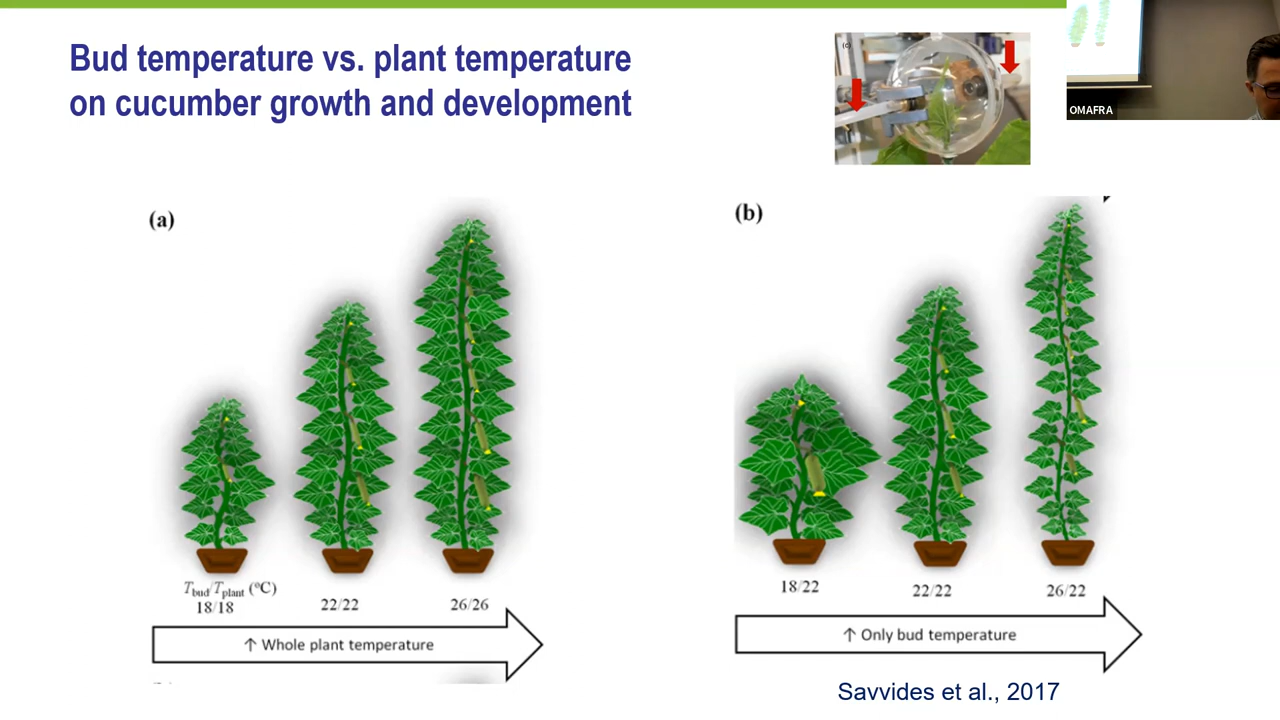 Bud temperature vs. plant temperature
on cucumber growth and development
(c)
OMAFRA
(a)
(b)
Tbud/Tplant (°C)
18/18
22/22
26/26
18/22
22/22
26/22
↑ Whole plant temperature
↑ Only bud temperature
Savvides et al., 2017